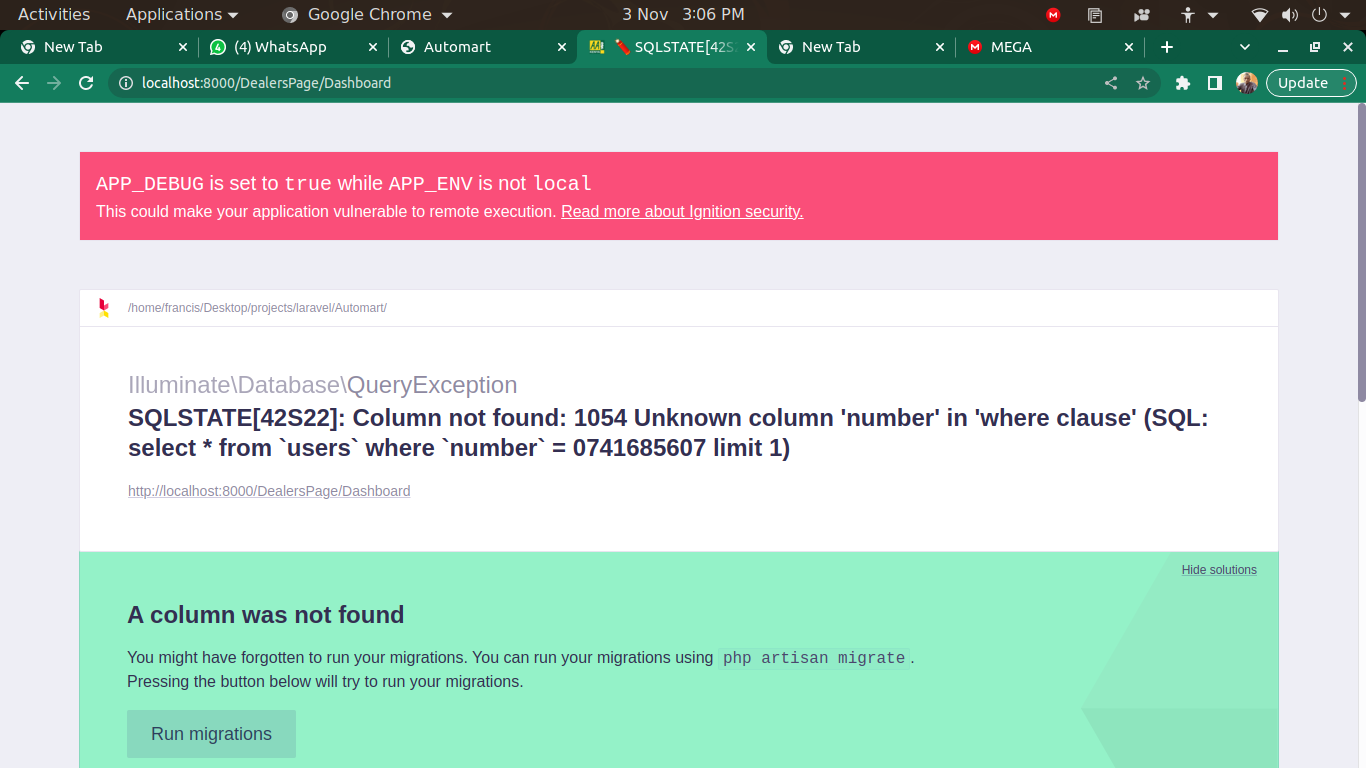 Activities Applications Google Chrome 3 Nov 3:06 PM
New Tab (4) WhatsApp Automart SQLSTATE[42S2 New Tab MEGA
localhost:8000/DealersPage/Dashboard Update
APP_DEBUG is set to true while APP_ENV is not local
This could make your application vulnerable to remote execution. Read more about Ignition security.
/home/francis/Desktop/projects/laravel/Automart/
Illuminate\Database\QueryException
SQLSTATE[42S22]: Column not found: 1054 Unknown column 'number' in 'where clause' (SQL:
select * from `users` where `number` = 0741685607 limit 1)
http://localhost:8000/DealersPage/Dashboard
Hide solutions
A column was not found
You might have forgotten to run your migrations. You can run your migrations using php artisan migrate.
Pressing the button below will try to run your migrations.
Run migrations